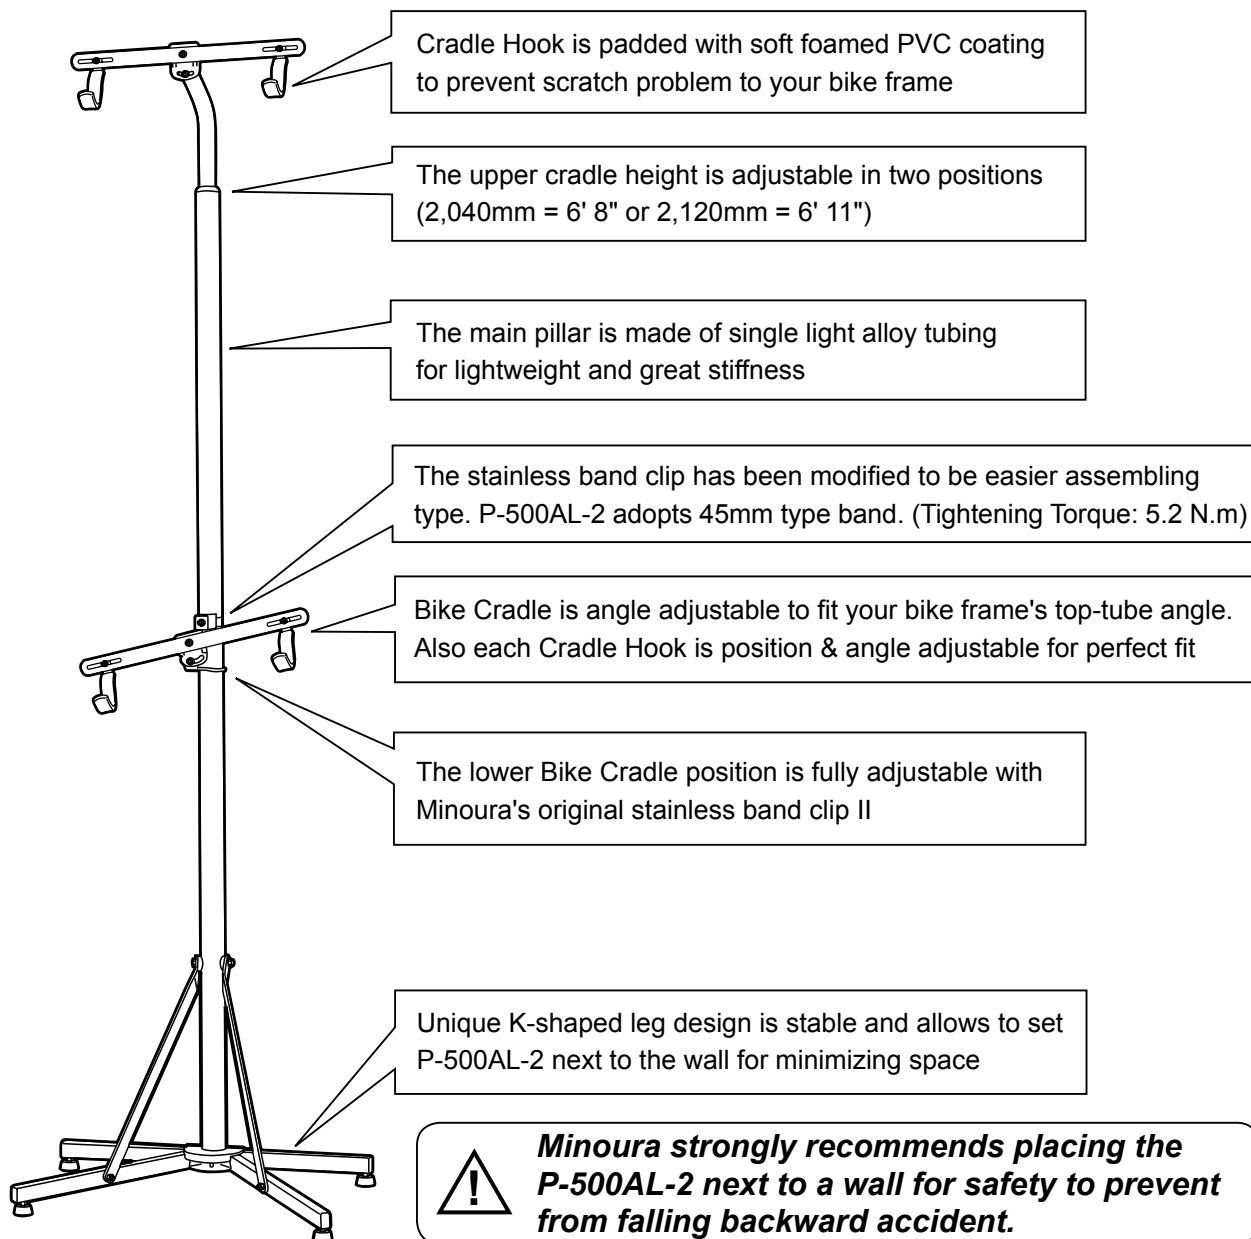 Cradle Hook is padded with soft foamed PVC coating
to prevent scratch problem to your bike frame
The upper cradle height is adjustable in two positions
(2,040mm = 6' 8" or 2,120mm = 6' 11")
The main pillar is made of single light alloy tubing
for lightweight and great stiffness
The stainless band clip has been modified to be easier assembling
type. P-500AL-2 adopts 45mm type band. (Tightening Torque: 5.2 N.m)
Bike Cradle is angle adjustable to fit your bike frame's top-tube angle.
Also each Cradle Hook is position & angle adjustable for perfect fit
The lower Bike Cradle position is fully adjustable with
Minoura's original stainless band clip II
Unique K-shaped leg design is stable and allows to set
P-500AL-2 next to the wall for minimizing space
Minoura strongly recommends placing the
P-500AL-2 next to a wall for safety to prevent
from falling backward accident.